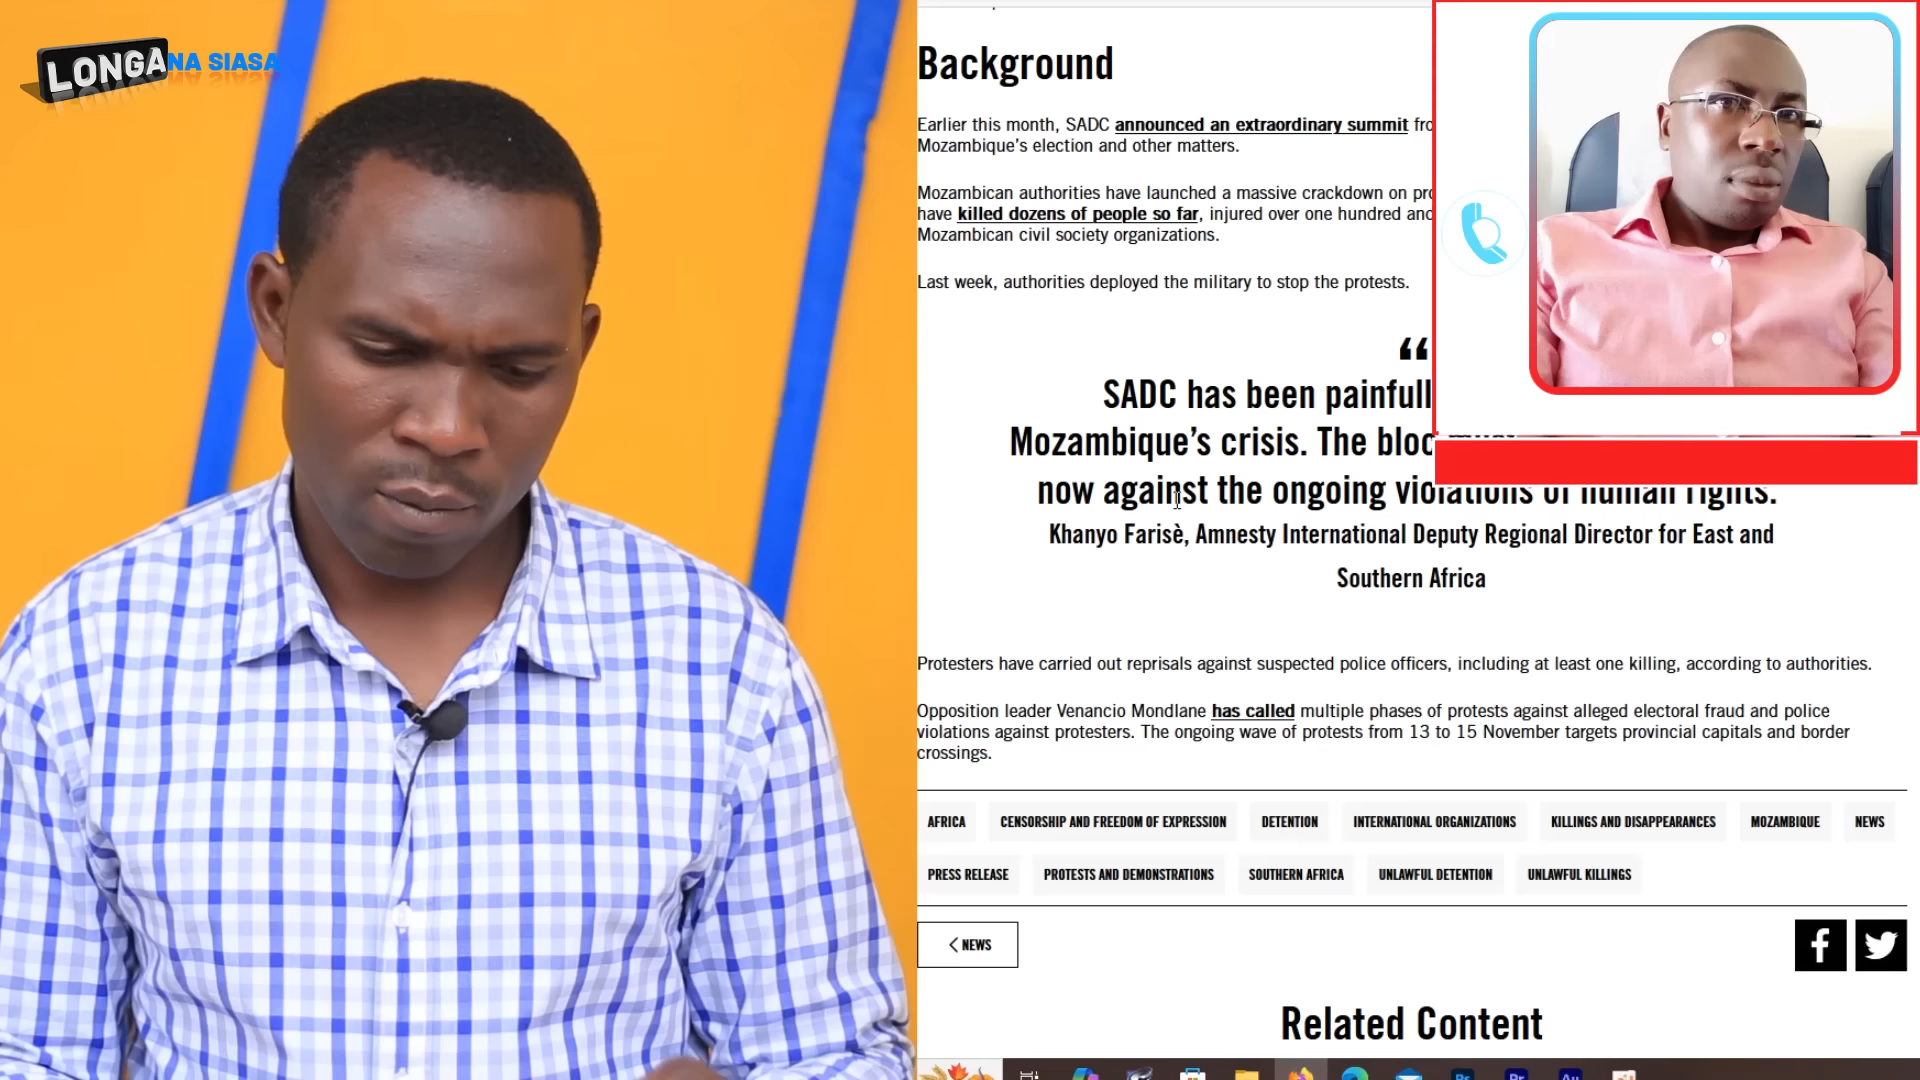 LONGA NA SIASA
Background
Earlier this month, SADC announced an extraordinary summit
Mozambique's election and other matters.
Mozambican authorities have launched a massive crackdown on
have killed dozens of people so far, injured over one hundred
Mozambican civil society organizations.
Last week, authorities deployed the military to stop the protests.
“
SADC has been
Mozambique's crisis. The
now against the ongoing violations of human rights.
Khanyo Farisè, Amnesty International Deputy Regional Director for East and
Southern Africa
Protesters have carried out reprisals against suspected police officers, including at least one killing, according to authorities.
Opposition leader Venancio Mondlane has called multiple phases of protests against alleged electoral fraud and police
violations against protesters. The ongoing wave of protests from 13 to 15 November targets provincial capitals and border
crossings.
AFRICA CENSORSHIP AND FREEDOM OF EXPRESSION DETENTION INTERNATIONAL ORGANIZATIONS KILLINGS AND DISAPPEARANCES MOZAMBIQUE NEWS
PRESS RELEASE PROTESTS AND DEMONSTRATIONS SOUTHERN AFRICA UNLAWFUL DETENTION UNLAWFUL KILLINGS
< NEWS
Related Content